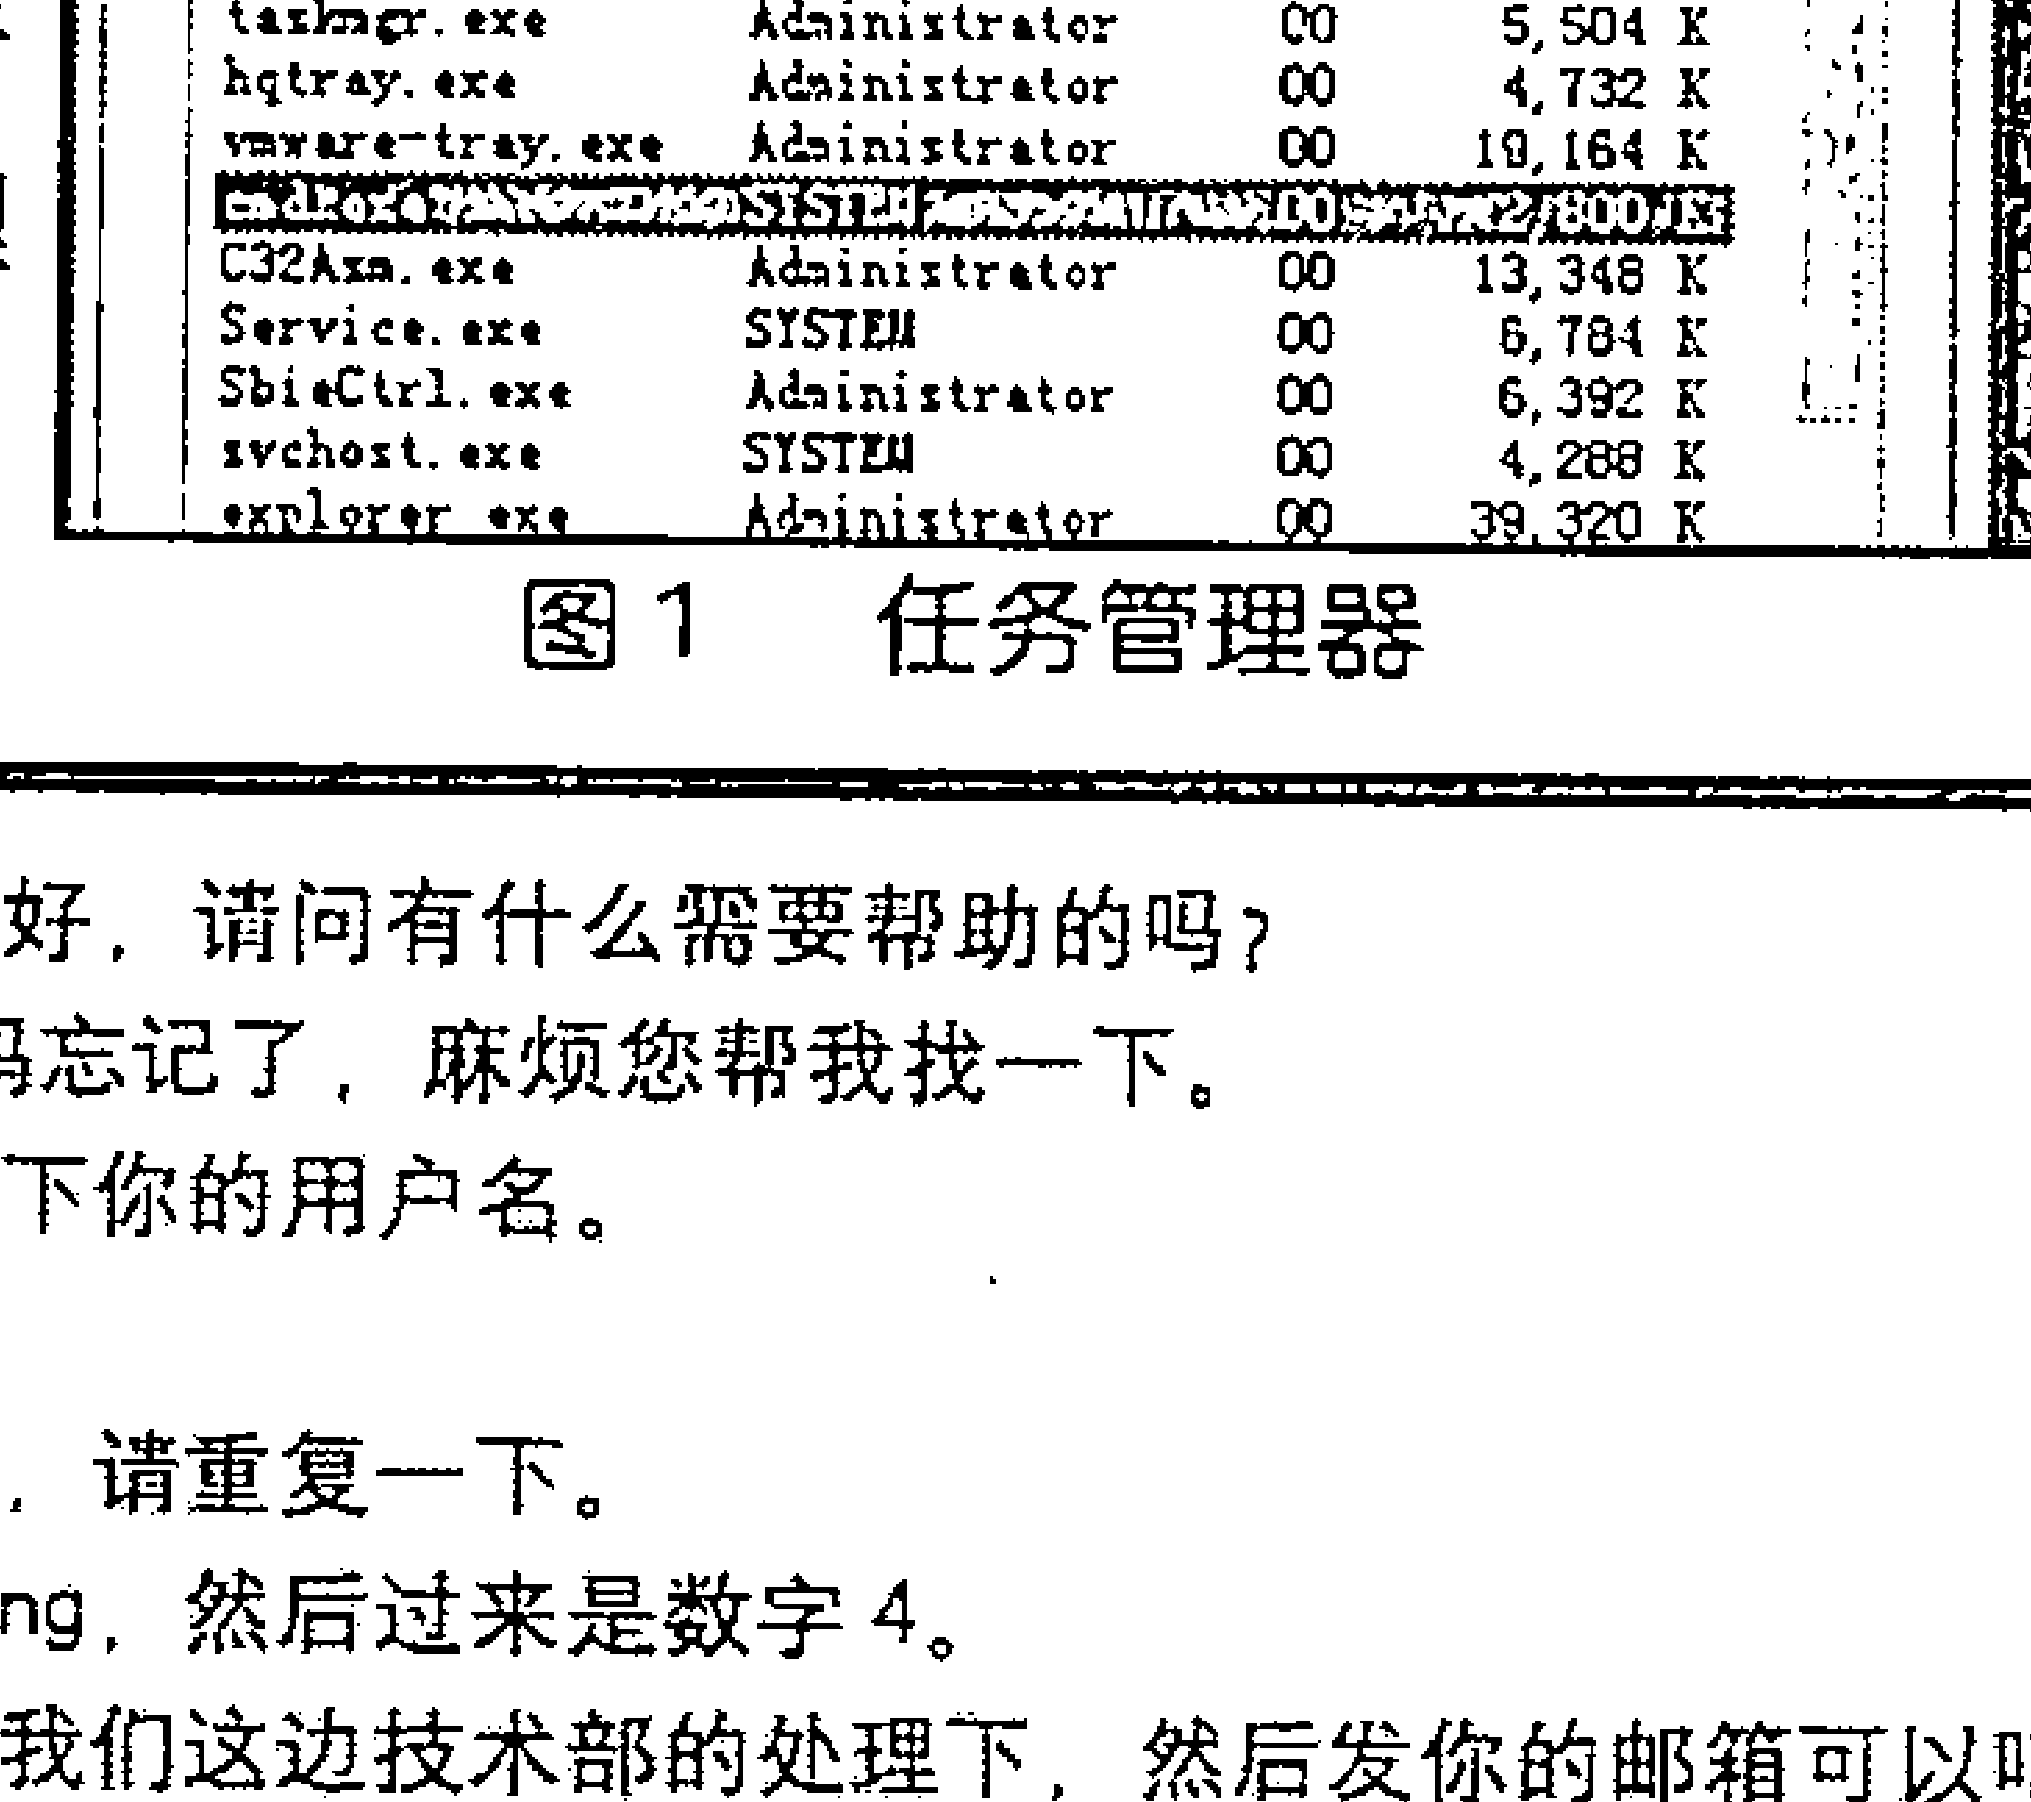 taskmgr.exe Administrator 00 5,504 K
hqtray.exe Administrator 00 4,732 K
vmware-tray.exe Administrator 00 10,164 K
SYSTEM 00
C32Asm.exe Administrator 00 13,348 K
Service.exe SYSTEM 00 6,784 K
SbieCtrl.exe Administrator 00 6,392 K
svchost.exe SYSTEM 00 4,288 K
explorer.exe Administrator 00 39,320 K
图1 任务管理器
好，请问有什么需要帮助的吗？
码忘记了，麻烦您帮我找一下。
下你的用户名。
，请重复一下。
ng，然后过来是数字 4。
我们这边技术部的处理下，然后发你的邮箱可以